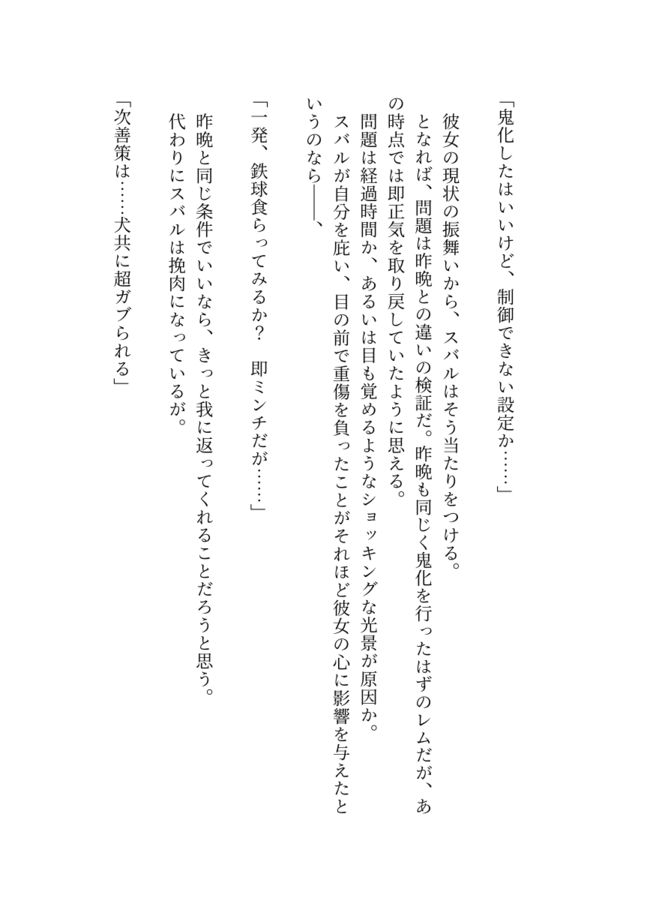 「鬼化したはいいけど、制御できない設定か……」
彼女の現状の振舞いから、スバルはそう当たりをつける。
となれば、問題は昨晩との違いの検証だ。昨晩も同じく鬼化を行ったはずのレムだが、あ
の時点では即正気を取り戻していたように思える。
問題は経過時間か、あるいは目も覚めるようなショッキングな光景が原因か。
スバルが自分を庇い、目の前で重傷を負ったことがそれほど彼女の心に影響を与えたと
いうのなら――、
「一発、鉄球食らってみるか？　即ミンチだが……」
昨晩と同じ条件でいいなら、きっと我に返ってくれることだろうと思う。
代わりにスバルは挽肉になっているが。
「次善策は……犬共に超ガブられる」